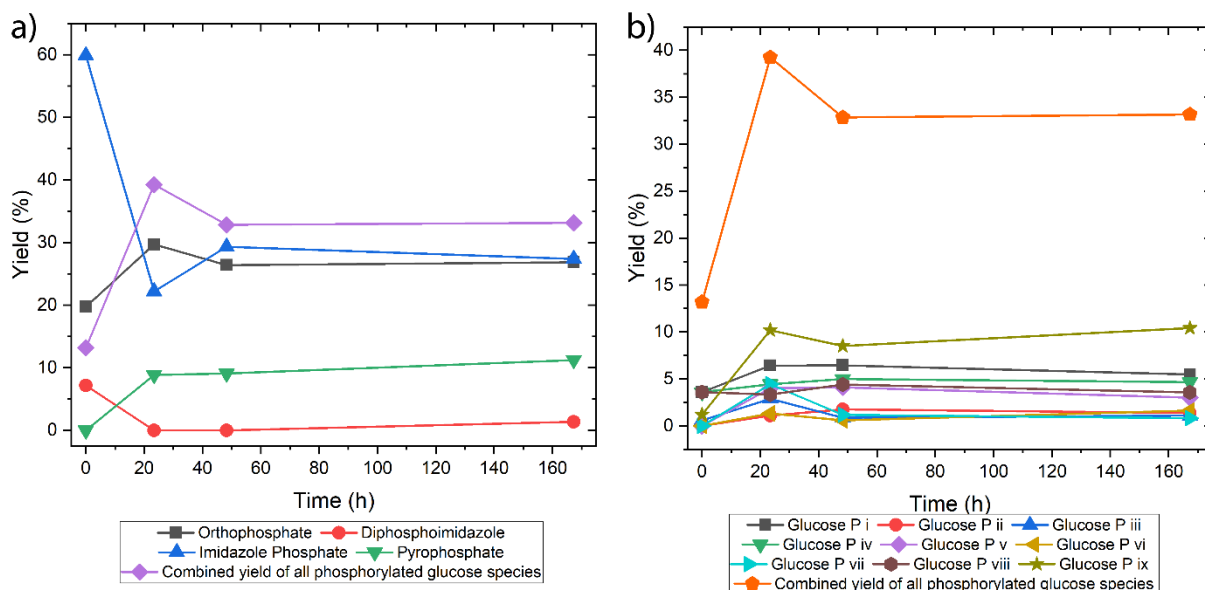 a)
60
50
40
30
20
10
0
Yield (%)
0 20 40 60 80 100 120 140 160
Time (h)
Orthophosphate Diphosphoimidazole
Imidazole Phosphate Pyrophosphate
Combined yield of all phosphorylated glucose species
b)
40
35
30
25
20
15
10
5
0
Yield (%)
0 20 40 60 80 100 120 140 160
Time (h)
Glucose P i Glucose P ii Glucose P iii
Glucose P iv Glucose P v Glucose P vi
Glucose P vii Glucose P viii Glucose P ix
Combined yield of all phosphorylated glucose species